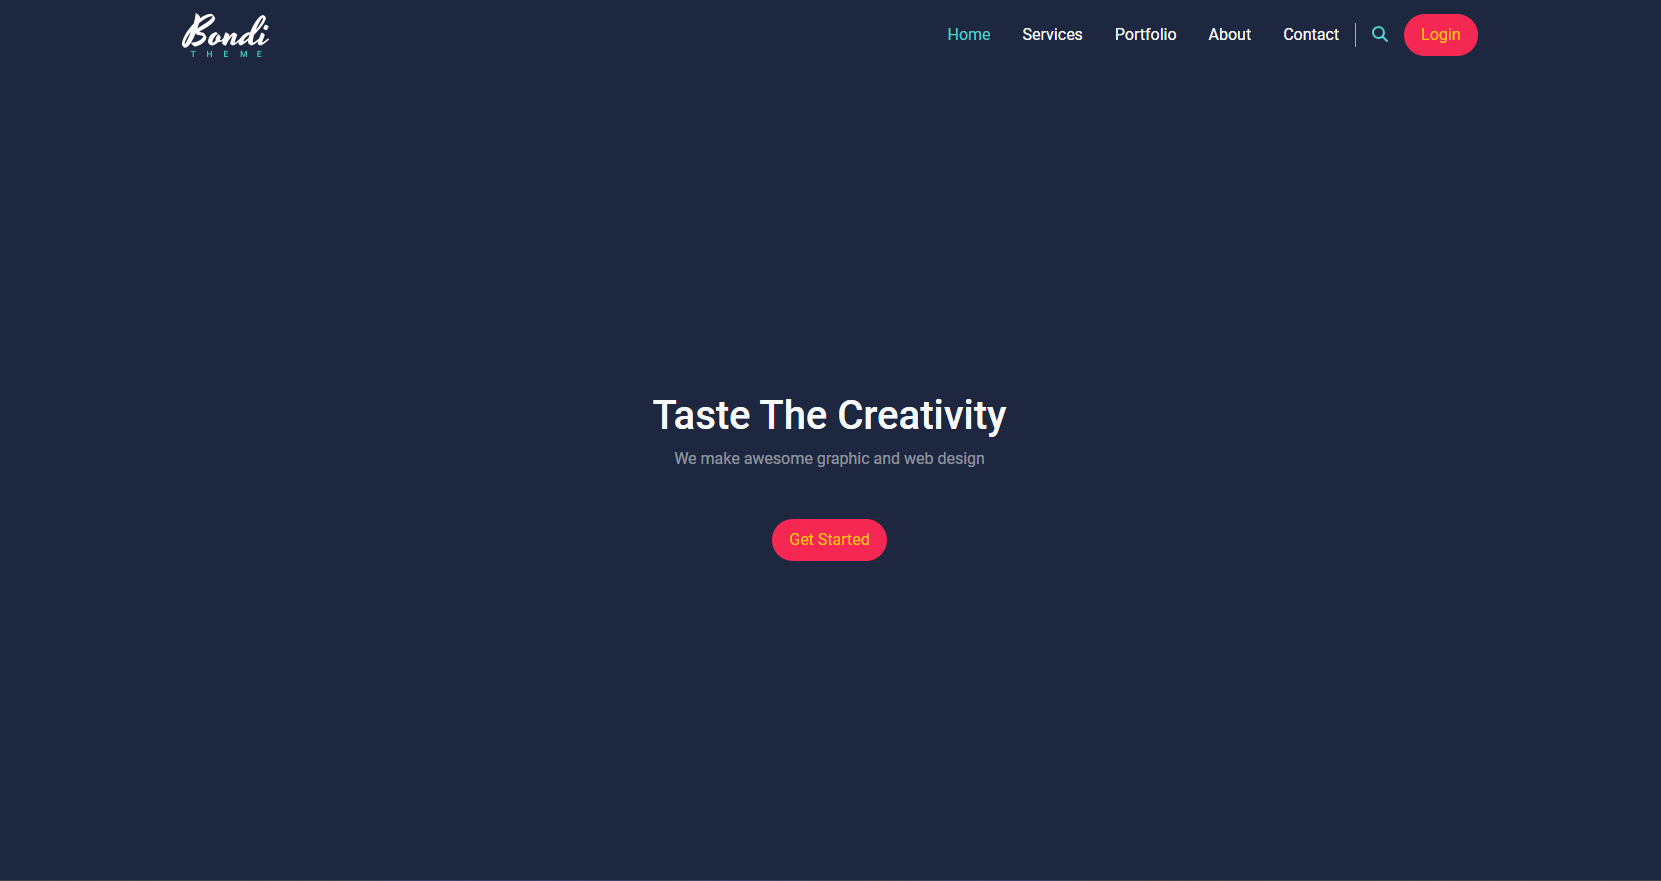 Bondi
THEME
Home Services Portfolio About Contact Login
Taste The Creativity
We make awesome graphic and web design
Get Started